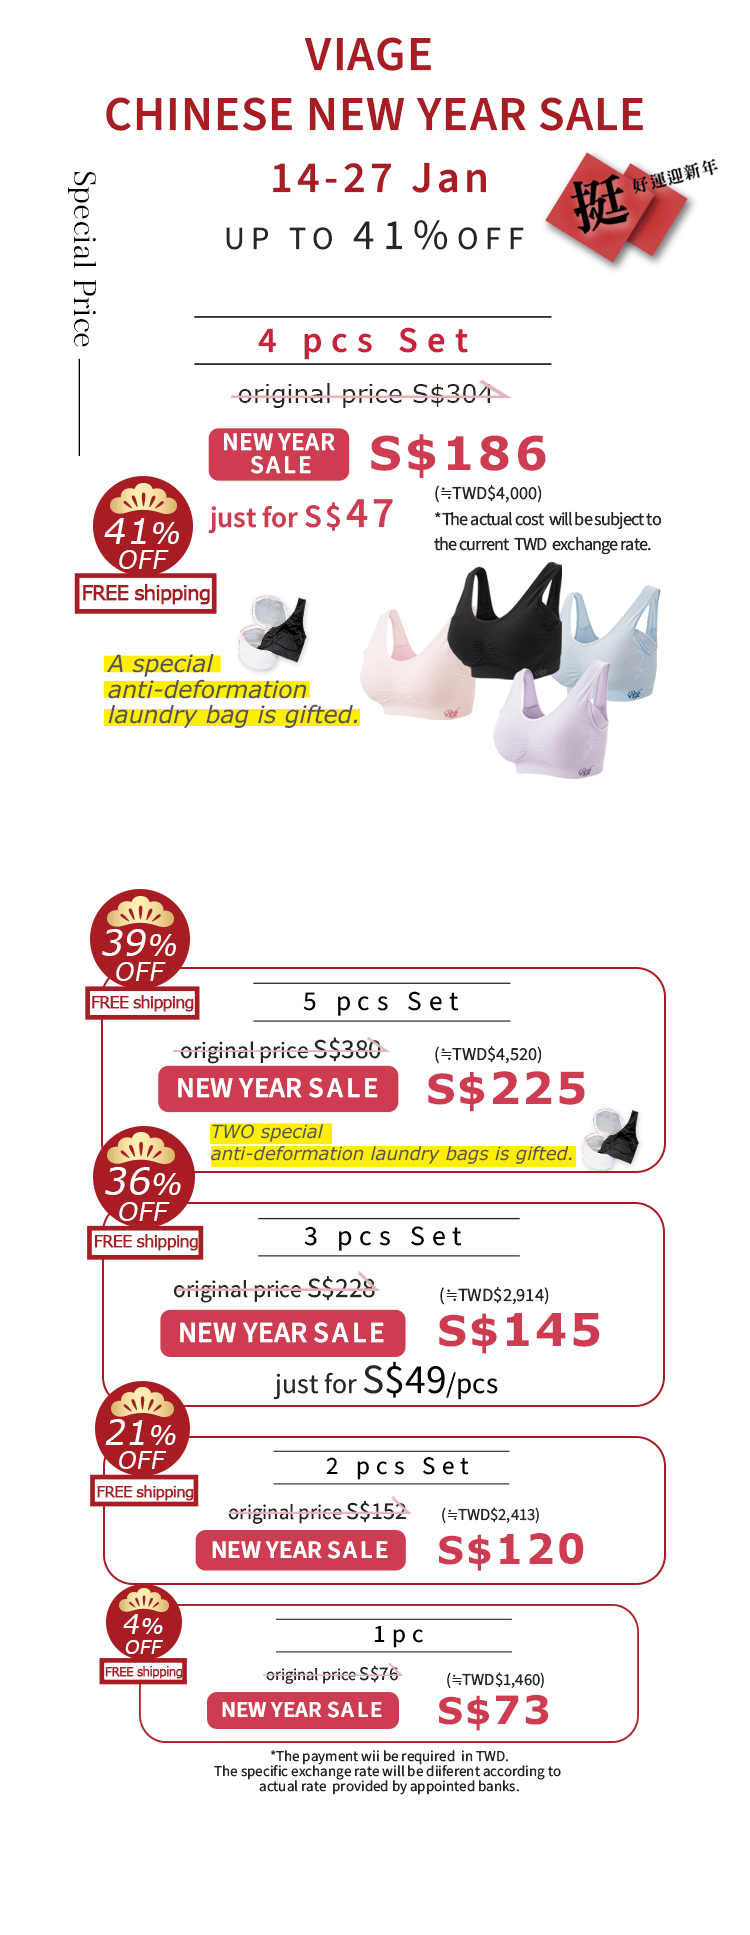 VIAGE
CHINESE NEW YEAR SALE
14-27 Jan
UP TO 41%OFF
挺
好運迎新年
Special Price
4 pcs Set
original price S$304
NEW YEAR
SALE
S$186
(≒TWD$4,000)
just for S$47
*The actual cost will be subject to
the current TWD exchange rate.
41%
OFF
FREE shipping
A special
anti-deformation
laundry bag is gifted.
39%
OFF
FREE shipping
5 pcs Set
original price S$380
(≒TWD$4,520)
NEW YEAR SALE
S$225
TWO special
anti-deformation laundry bags is gifted.
36%
OFF
FREE shipping
3 pcs Set
original price S$228
(≒TWD$2,914)
NEW YEAR SALE
S$145
just for S$49/pcs
21%
OFF
FREE shipping
2 pcs Set
original price S$152
(≒TWD$2,413)
NEW YEAR SALE
S$120
4%
OFF
FREE shipping
1pc
original price S$76
(≒TWD$1,460)
NEW YEAR SALE
S$73
*The payment wii be required in TWD.
The specific exchange rate will be diiferent according to
actual rate provided by appointed banks.